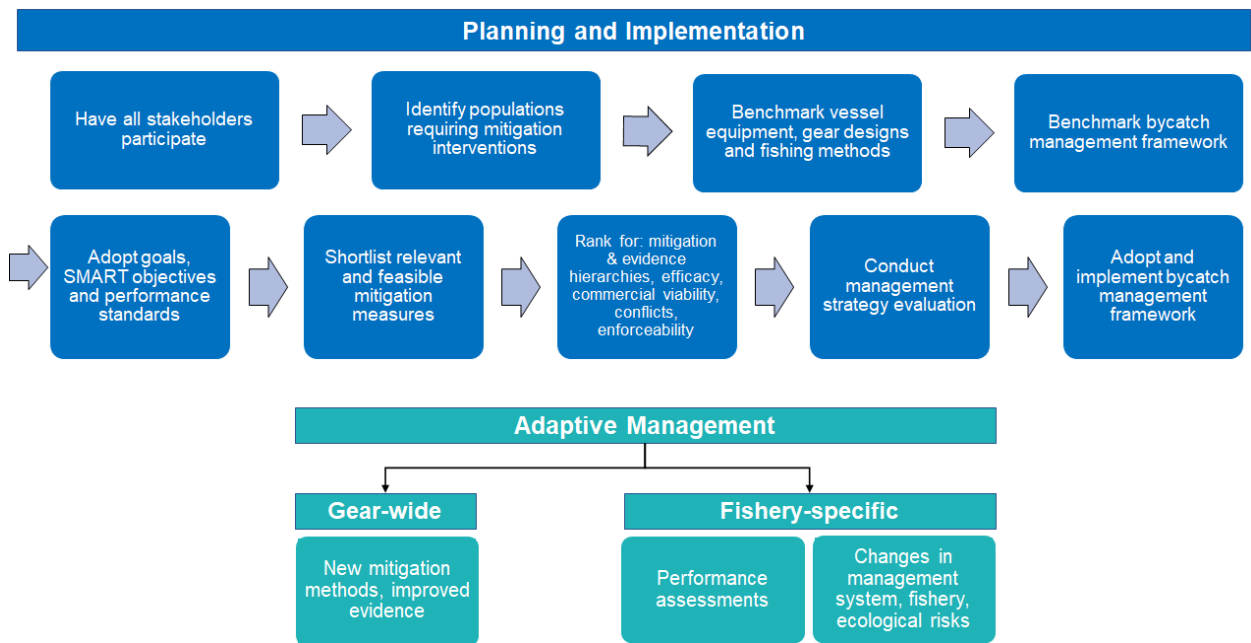 Planning and Implementation
Have all stakeholders
participate
Identify populations
requiring mitigation
interventions
Benchmark vessel
equipment, gear designs
and fishing methods
Benchmark bycatch
management framework
Adopt goals,
SMART objectives
and performance
standards
Shortlist relevant
and feasible
mitigation
measures
Rank for: mitigation
& evidence
hierarchies, efficacy,
commercial viability,
conflicts,
enforceability
Conduct
management
strategy evaluation
Adopt and
implement bycatch
management
framework
Adaptive Management
Gear-wide
Fishery-specific
New mitigation
methods, improved
evidence
Performance
assessments
Changes in
management
system, fishery,
ecological risks